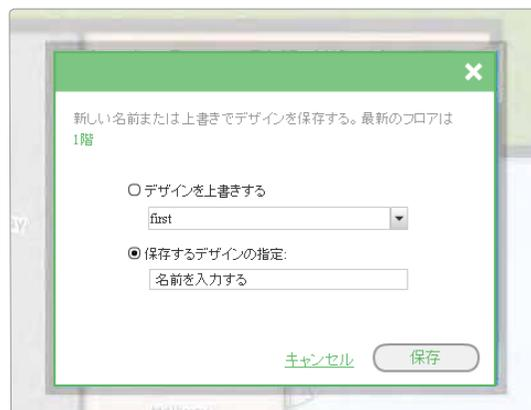 新しい名前または上書きでデザインを保存する。最新のフロアは
1階
デザインを上書きする
first
保存するデザインの指定:
名前を入力する
キャンセル
保存